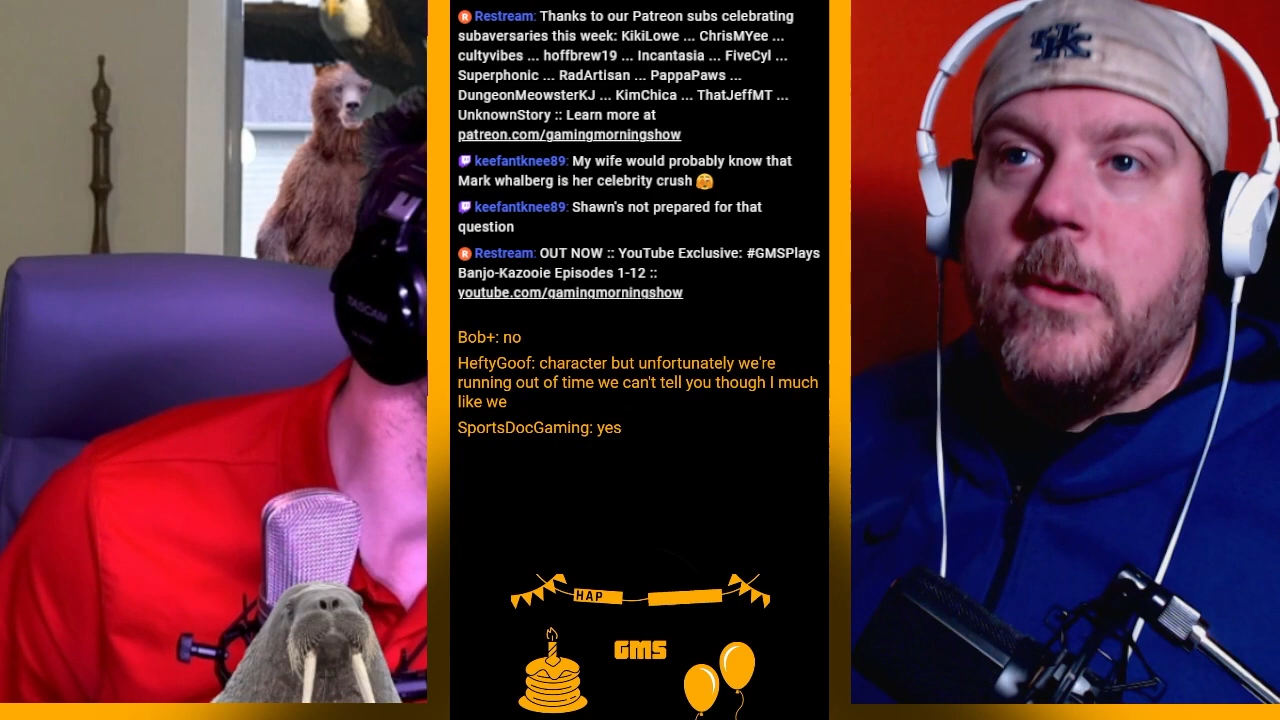 Restream: Thanks to our Patreon subs celebrating
subaversaries this week: KikiLowe ... ChrisMYee ...
cultyvibes ... hoffbrew19 ... Incantasia ... FiveCyl ...
Superphonic ... RadArtisan ... PappaPaws ...
DungeonMeowsterKJ ... KimChica ... ThatJeffMT ...
UnknownStory :: Learn more at
patreon.com/gamingmorningshow
keefantknee89: My wife would probably know that
Mark whalberg is her celebrity crush
keefantknee89: Shawn's not prepared for that
question
Restream: OUT NOW :: YouTube Exclusive: #GMSPlays
Banjo-Kazooie Episodes 1-12 ::
youtube.com/gamingmorningshow
Bob+: no
HeftyGoof: character but unfortunately we're
running out of time we can't tell you though I much
like we
SportsDocGaming: yes
HAP
GMS
TASCAM
UK